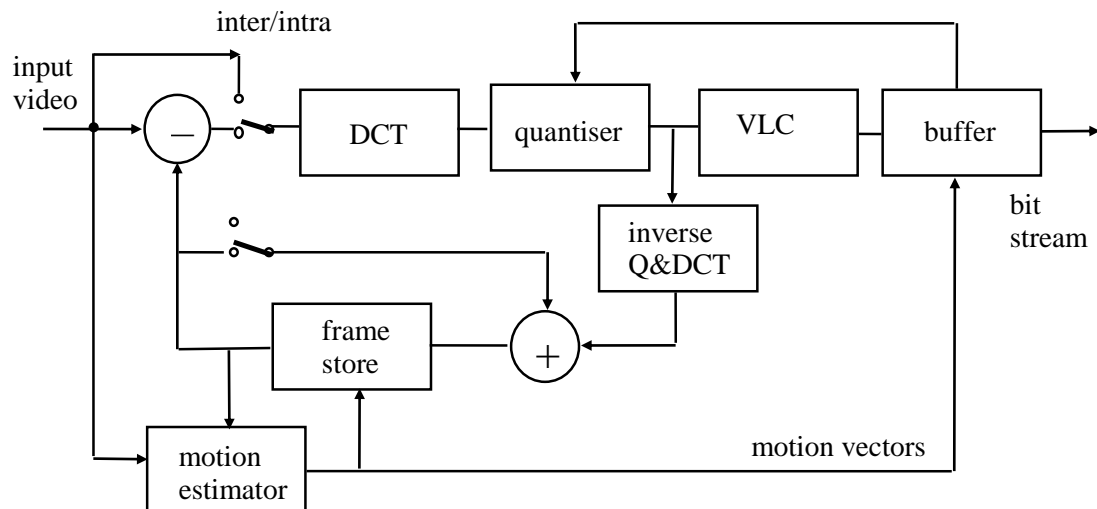 inter/intra
input
video
−
DCT
quantiser
VLC
buffer
bit
stream
inverse
Q&DCT
frame
store
+
motion vectors
motion
estimator